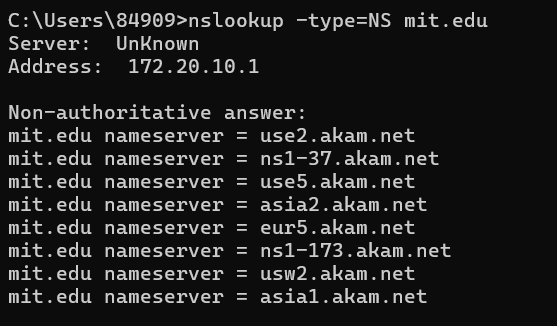 C:\Users\84909>nslookup -type=NS mit.edu
Server:  UnKnown
Address:  172.20.10.1

Non-authoritative answer:
mit.edu nameserver = use2.akam.net
mit.edu nameserver = ns1-37.akam.net
mit.edu nameserver = use5.akam.net
mit.edu nameserver = asia2.akam.net
mit.edu nameserver = eur5.akam.net
mit.edu nameserver = ns1-173.akam.net
mit.edu nameserver = usw2.akam.net
mit.edu nameserver = asia1.akam.net